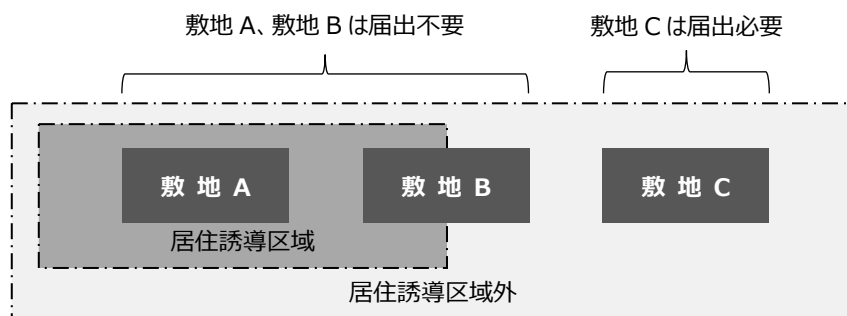 敷地 A、敷地 B は届出不要
敷地 C は届出必要
敷 地 A
敷 地 B
敷 地 C
居住誘導区域
居住誘導区域外